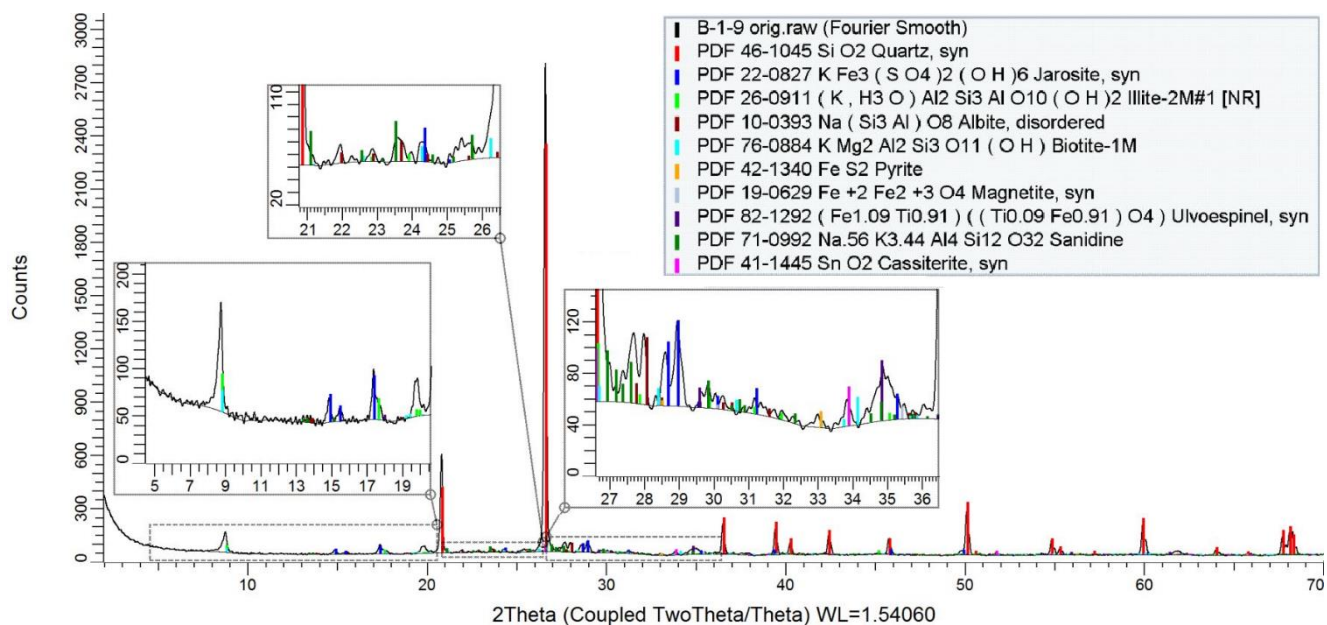 B-1-9 orig.raw (Fourier Smooth)
PDF 46-1045 Si O2 Quartz, syn
PDF 22-0827 K Fe3 ( S O4 )2 ( O H )6 Jarosite, syn
PDF 26-0911 ( K , H3 O ) Al2 Si3 Al O10 ( O H )2 Illite-2M#1 [NR]
PDF 10-0393 Na ( Si3 Al ) O8 Albite, disordered
PDF 76-0884 K Mg2 Al2 Si3 O11 ( O H ) Biotite-1M
PDF 42-1340 Fe S2 Pyrite
PDF 19-0629 Fe +2 Fe2 +3 O4 Magnetite, syn
PDF 82-1292 ( Fe1.09 Ti0.91 ) ( ( Ti0.09 Fe0.91 ) O4 ) Ulvoespinel, syn
PDF 71-0992 Na.56 K3.44 Al4 Si12 O32 Sanidine
PDF 41-1445 Sn O2 Cassiterite, syn
Counts
3000
2700
2400
2100
1800
1500
1200
900
600
300
0
110
20
21 22 23 24 25 26
200
150
100
50
0
5 7 9 11 13 15 17 19
120
80
40
0
27 28 29 30 31 32 33 34 35 36
10 20 30 40 50 60 70
2Theta (Coupled TwoTheta/Theta) WL=1.54060